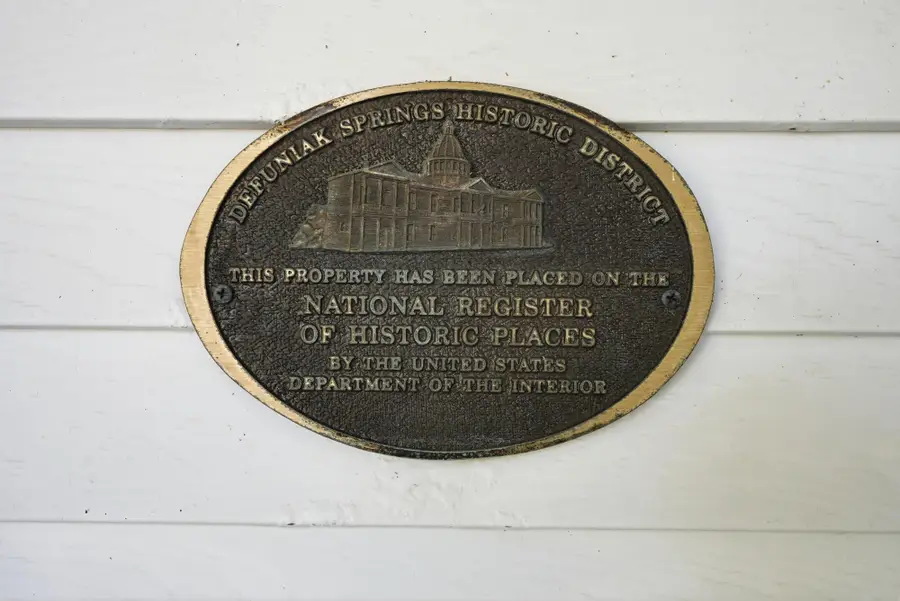 DEFUNIAK SPRINGS HISTORIC DISTRICT
THIS PROPERTY HAS BEEN PLACED ON THE
NATIONAL REGISTER
OF HISTORIC PLACES
BY THE UNITED STATES
DEPARTMENT OF THE INTERIOR